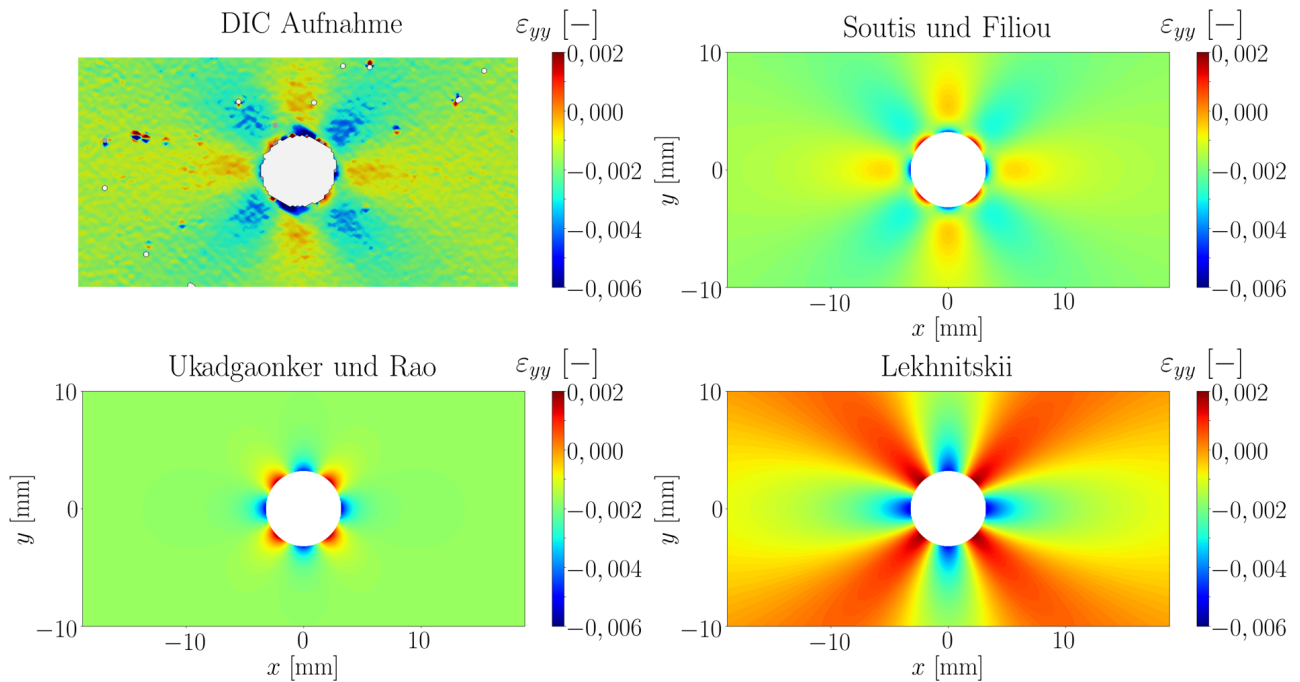 DIC Aufnahme
εyy [−]
0,002
0,000
−0,002
−0,004
−0,006
Soutis und Filiou
εyy [−]
10
0
−10
y [mm]
−10 0 10
x [mm]
0,002
0,000
−0,002
−0,004
−0,006
Ukadgaonker und Rao
εyy [−]
10
0
−10
y [mm]
−10 0 10
x [mm]
0,002
0,000
−0,002
−0,004
−0,006
Lekhnitskii
εyy [−]
10
0
−10
y [mm]
−10 0 10
x [mm]
0,002
0,000
−0,002
−0,004
−0,006